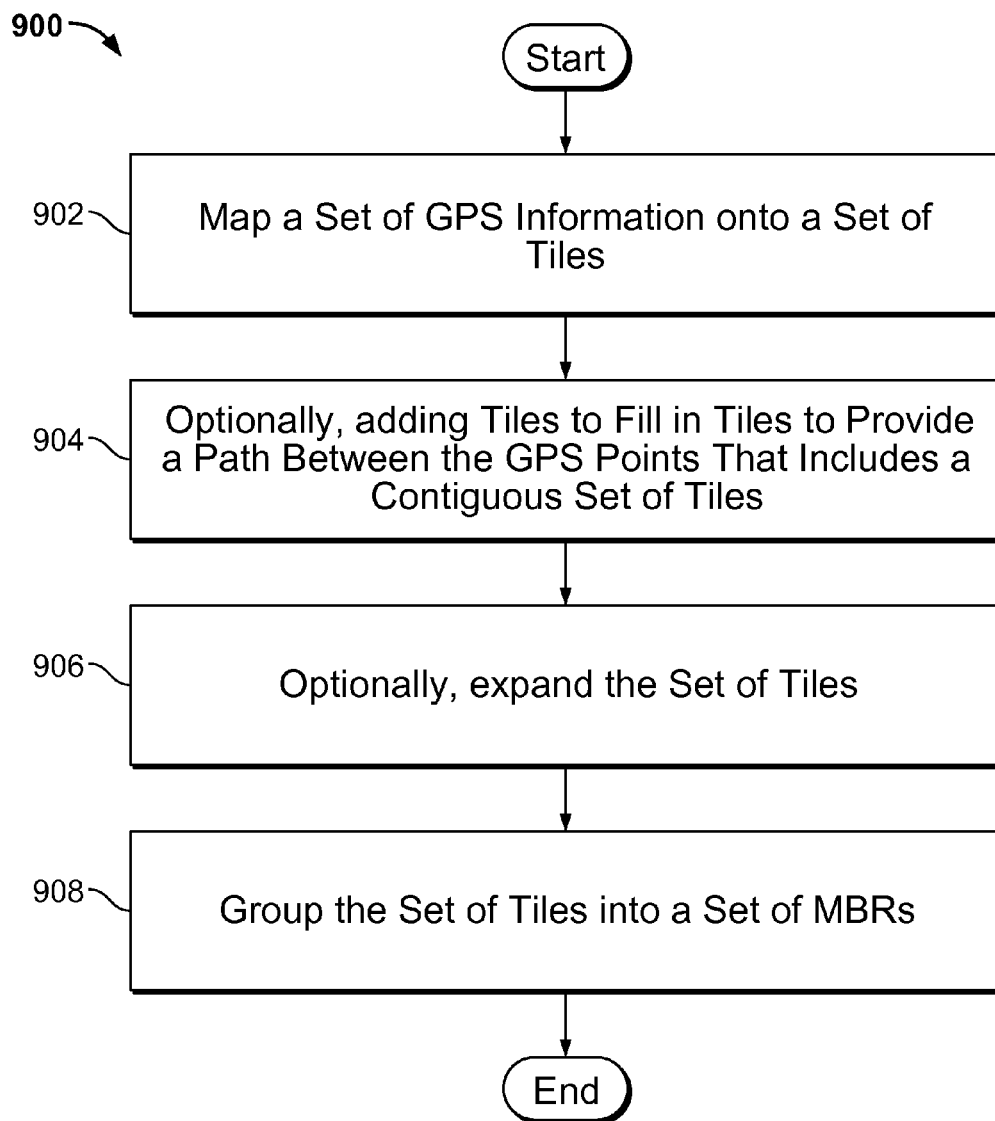 900
Start
902
Map a Set of GPS Information onto a Set of
Tiles
904
Optionally, adding Tiles to Fill in Tiles to Provide
a Path Between the GPS Points That Includes a
Contiguous Set of Tiles
906
Optionally, expand the Set of Tiles
908
Group the Set of Tiles into a Set of MBRs
End